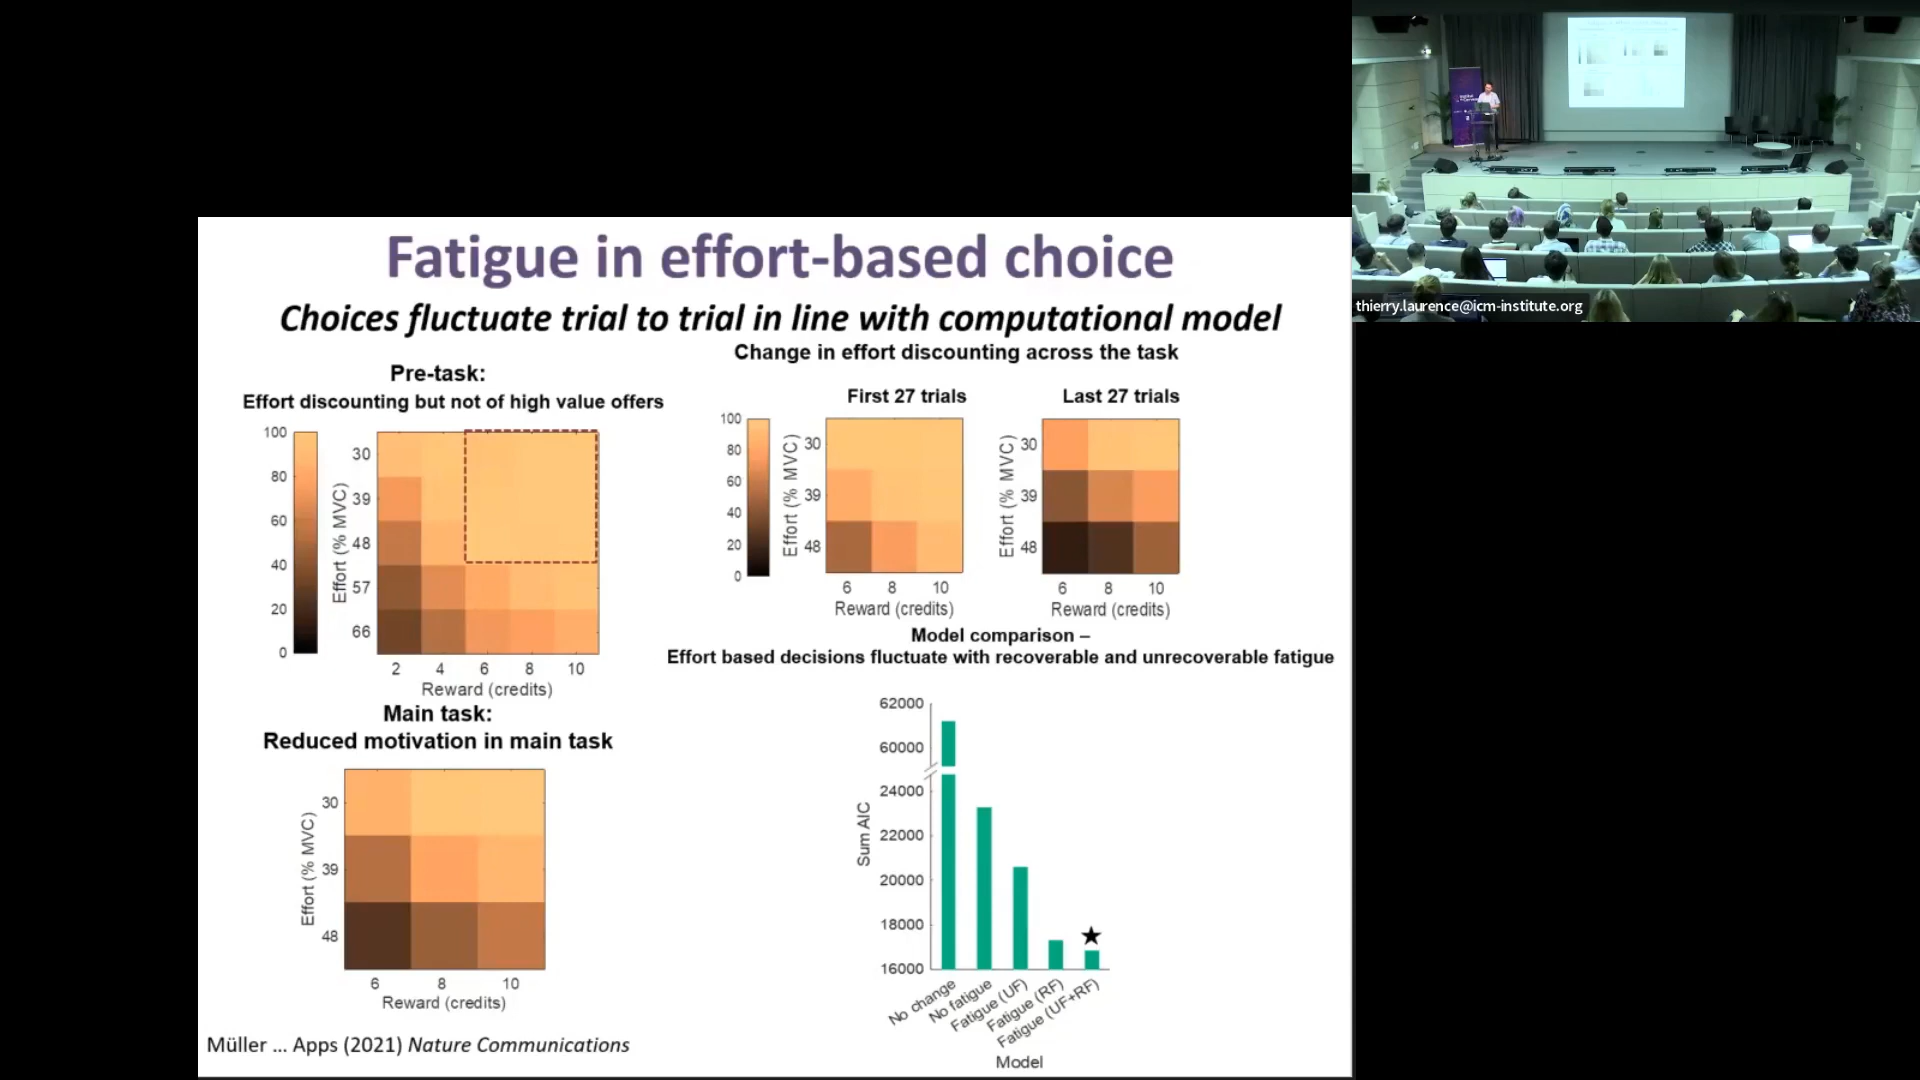 Fatigue in effort-based choice
Choices fluctuate trial to trial in line with computational model
Pre-task:
Effort discounting but not of high value offers
100
80
60
40
20
0
Effort (% MVC)
30
39
48
57
66
2 4 6 8 10
Reward (credits)
Main task:
Reduced motivation in main task
Effort (% MVC)
30
39
48
6 8 10
Reward (credits)
Müller ... Apps (2021) Nature Communications
Change in effort discounting across the task
First 27 trials
100
80
60
40
20
0
Effort (% MVC)
30
39
48
6 8 10
Reward (credits)
Last 27 trials
Effort (% MVC)
30
39
48
6 8 10
Reward (credits)
Model comparison –
Effort based decisions fluctuate with recoverable and unrecoverable fatigue
62000
60000
24000
22000
20000
18000
16000
Sum AIC
No change
No fatigue
Fatigue (UF)
Fatigue (RF)
Fatigue (UF+RF)
Model
thierry.laurence@icm-institute.org